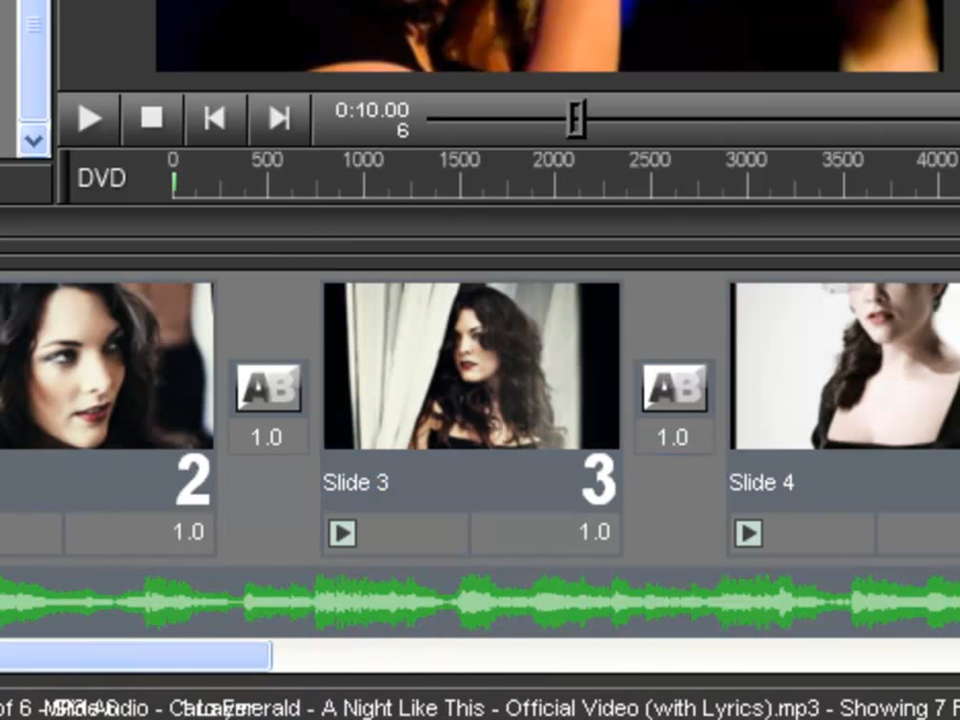 0:10.00
6
DVD
0 500 1000 1500 2000 2500 3000 3500 4000
AB
AB
1.0
1.0
2
Slide 3
3
Slide 4
1.0
1.0
of 6 - Audio - Caro Emerald - A Night Like This - Official Video (with Lyrics).mp3 - Showing 7 F